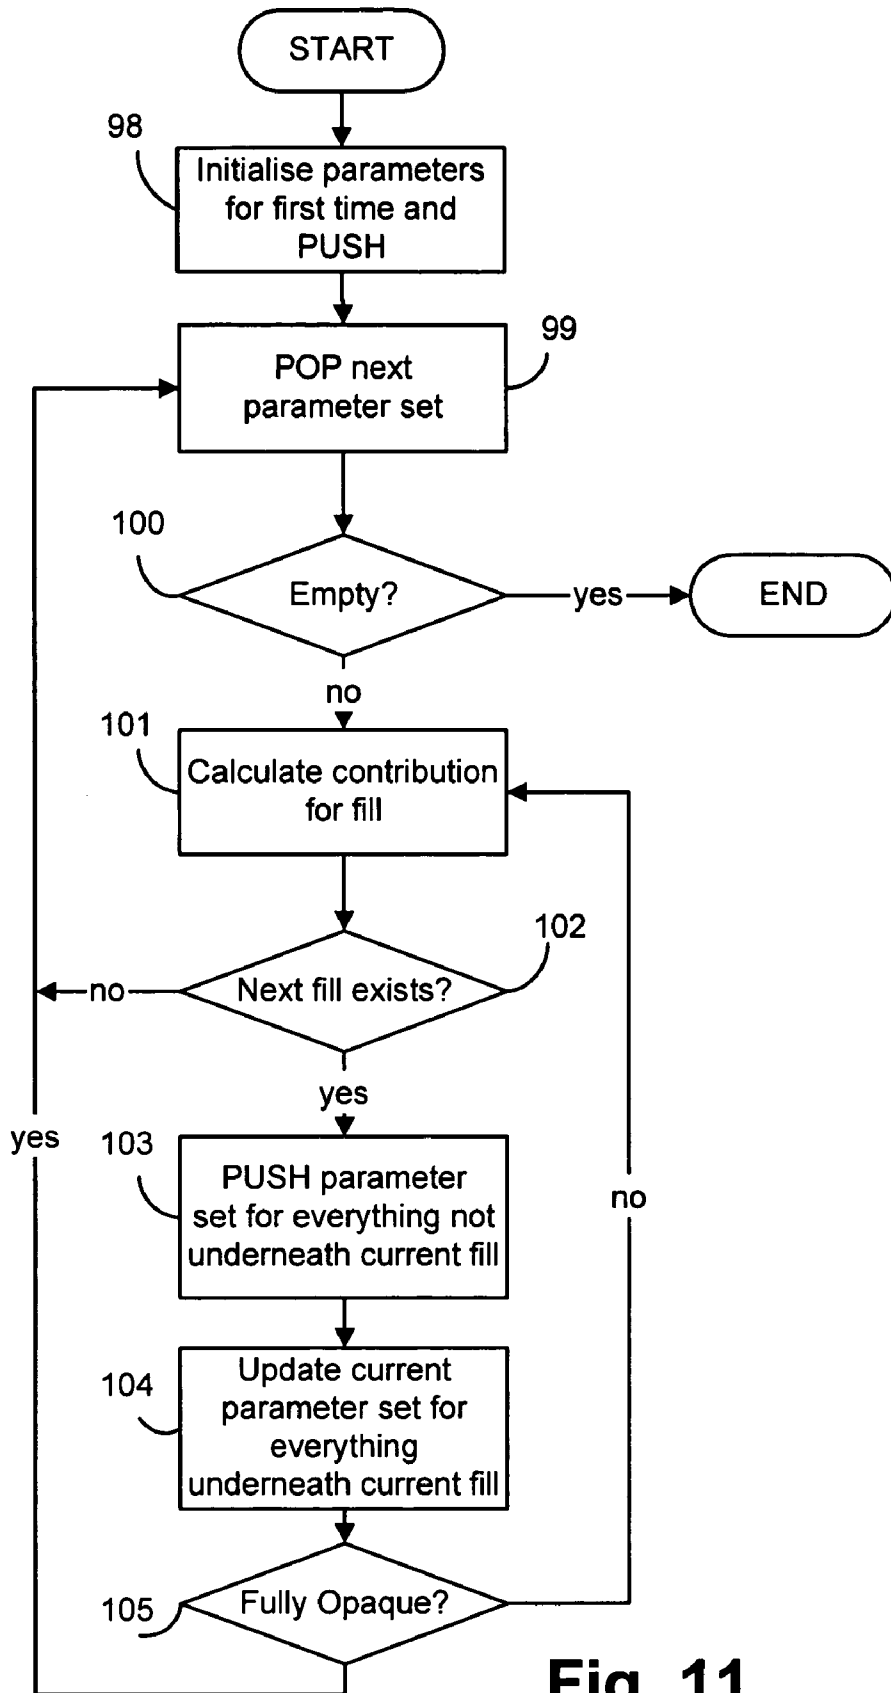 START
98
Initialise parameters
for first time and
PUSH
99
POP next
parameter set
100
Empty?
yes
END
no
101
Calculate contribution
for fill
102
Next fill exists?
no
yes
yes
103
PUSH parameter
set for everything not
underneath current fill
no
104
Update current
parameter set for
everything
underneath current fill
105
Fully Opaque?
Fig. 11